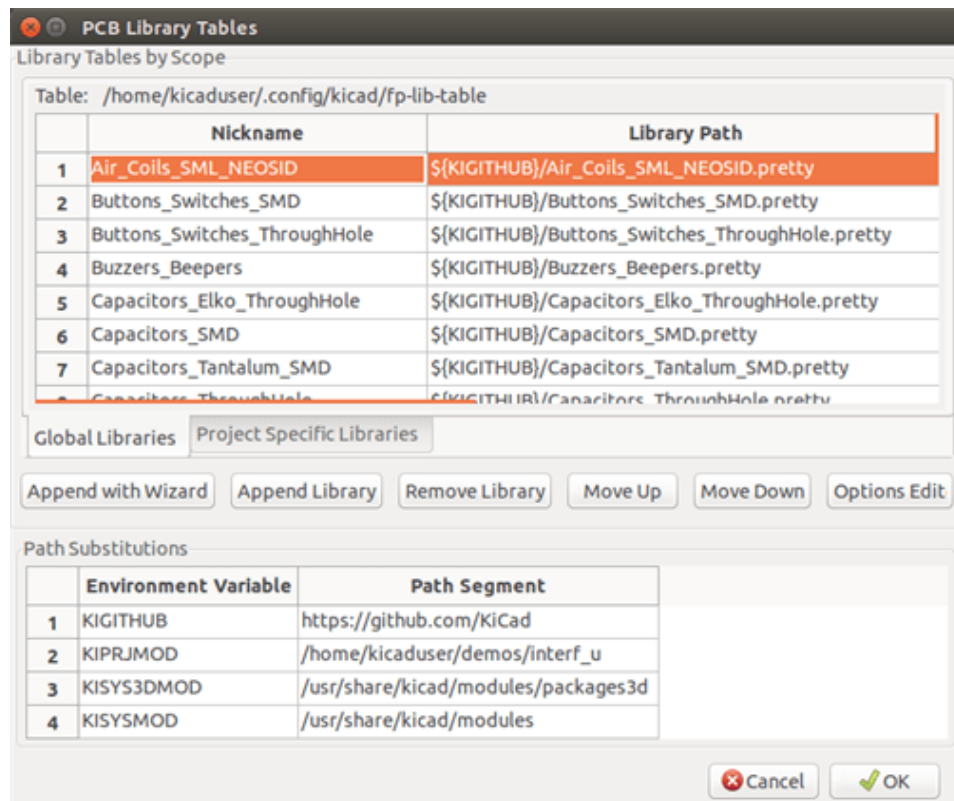 PCB Library Tables
Library Tables by Scope
Table: /home/kicaduser/.config/kicad/fp-lib-table
Nickname Library Path
1 Air_Coils_SML_NEOSID ${KIGITHUB}/Air_Coils_SML_NEOSID.pretty
2 Buttons_Switches_SMD ${KIGITHUB}/Buttons_Switches_SMD.pretty
3 Buttons_Switches_ThroughHole ${KIGITHUB}/Buttons_Switches_ThroughHole.pretty
4 Buzzers_Beepers ${KIGITHUB}/Buzzers_Beepers.pretty
5 Capacitors_Elko_ThroughHole ${KIGITHUB}/Capacitors_Elko_ThroughHole.pretty
6 Capacitors_SMD ${KIGITHUB}/Capacitors_SMD.pretty
7 Capacitors_Tantalum_SMD ${KIGITHUB}/Capacitors_Tantalum_SMD.pretty
Capacitors_ThroughHole ${KIGITHUB}/Capacitors_ThroughHole.pretty
Global Libraries Project Specific Libraries
Append with Wizard Append Library Remove Library Move Up Move Down Options Edit
Path Substitutions
Environment Variable Path Segment
1 KIGITHUB https://github.com/KiCad
2 KIPRJMOD /home/kicaduser/demos/interf_u
3 KISYS3DMOD /usr/share/kicad/modules/packages3d
4 KISYSMOD /usr/share/kicad/modules
Cancel OK